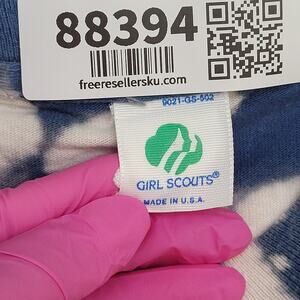 88394
freeresellersku.com
9021-GS-502
GIRL SCOUTS®
MADE IN U.S.A.